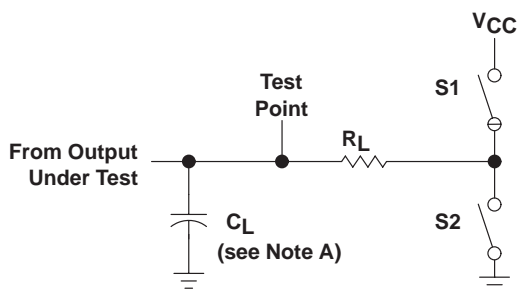 VCC
S1
Test
Point
RL
From Output
Under Test
CL
(see Note A)
S2